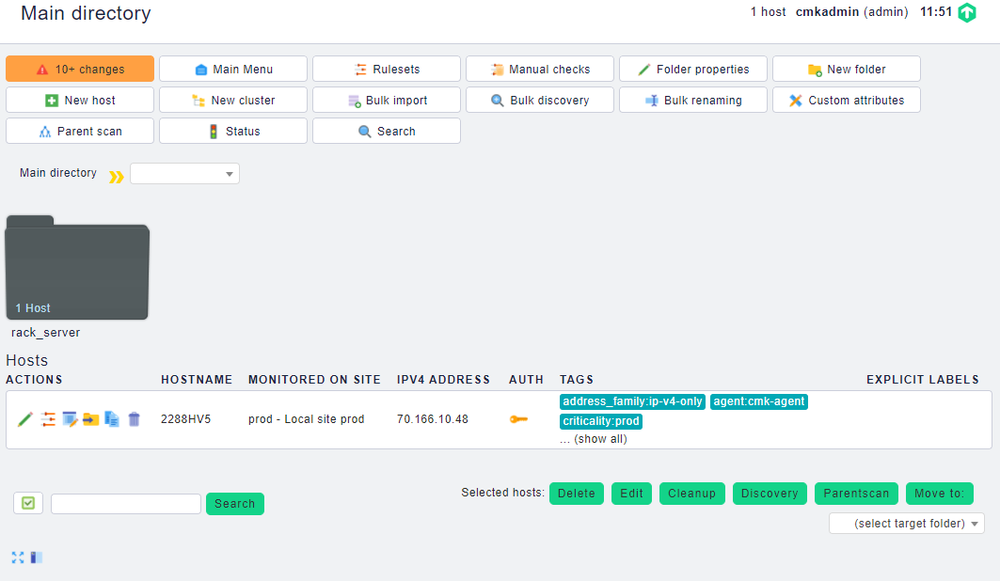 Main directory
1 host cmkadmin (admin) 11:51
10+ changes
Main Menu
Rulesets
Manual checks
Folder properties
New folder
New host
New cluster
Bulk import
Bulk discovery
Bulk renaming
Custom attributes
Parent scan
Status
Search
Main directory
1 Host
rack_server
Hosts
ACTIONS HOSTNAME MONITORED ON SITE IPV4 ADDRESS AUTH TAGS EXPLICIT LABELS
2288HV5 prod - Local site prod 70.166.10.48
address_family:ip-v4-only agent:cmk-agent
criticality:prod
... (show all)
Search
Selected hosts: Delete Edit Cleanup Discovery Parentscan Move to:
(select target folder)